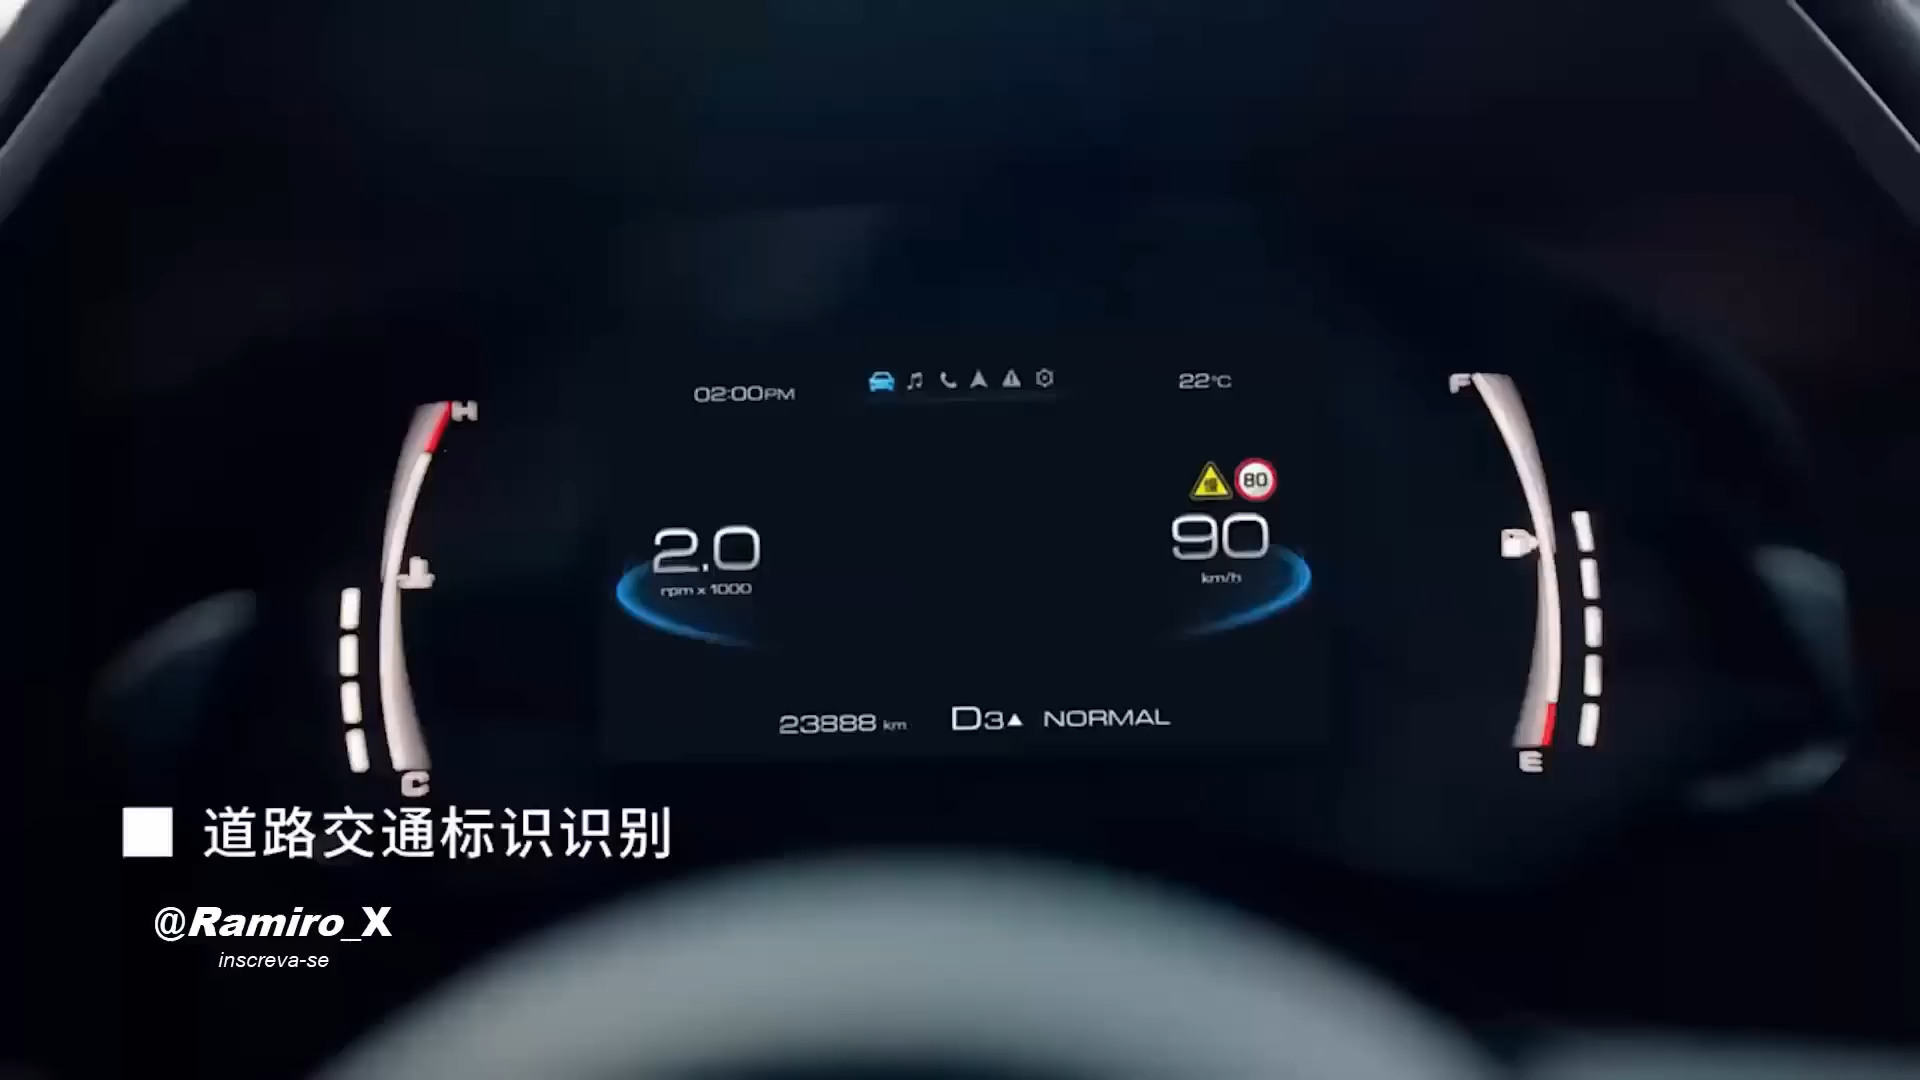 02:00PM
22°C
H
F
80
2.0
rpm x 1000
90
km/h
23888 km
D3▲ NORMAL
C
E
道路交通标识识别
@Ramiro_X
inscreva-se